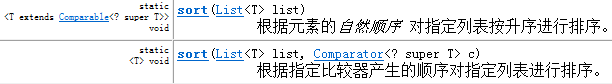 static
<T extends Comparable<? super T>>
void
sort(List<T> list)
根据元素的自然顺序 对指定列表按升序进行排序。
static
<T> void
sort(List<T> list, Comparator<? super T> c)
根据指定比较器产生的顺序对指定列表进行排序。